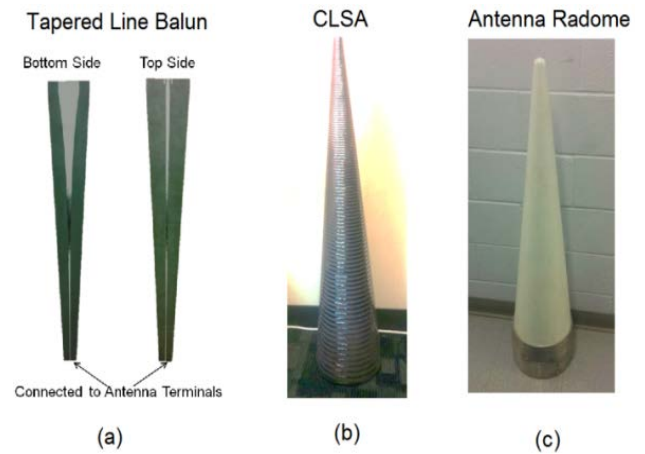 Tapered Line Balun
CLSA
Antenna Radome
Bottom Side
Top Side
Connected to Antenna Terminals
(a)
(b)
(c)